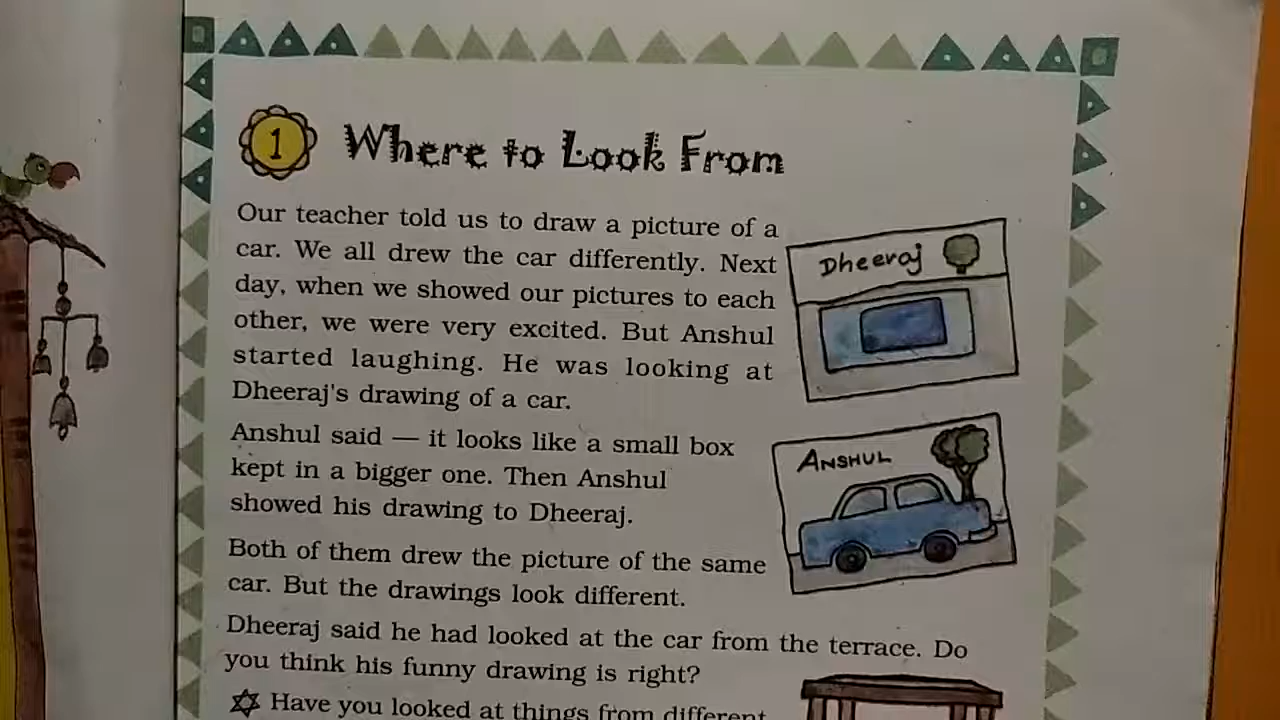 1 Where to Look From
Our teacher told us to draw a picture of a
car. We all drew the car differently. Next
day, when we showed our pictures to each
other, we were very excited. But Anshul
started laughing. He was looking at
Dheeraj's drawing of a car.
Dheeraj
Anshul said — it looks like a small box
kept in a bigger one. Then Anshul
showed his drawing to Dheeraj.
ANSHUL
Both of them drew the picture of the same
car. But the drawings look different.
Dheeraj said he had looked at the car from the terrace. Do
you think his funny drawing is right?
Have you looked at things from different